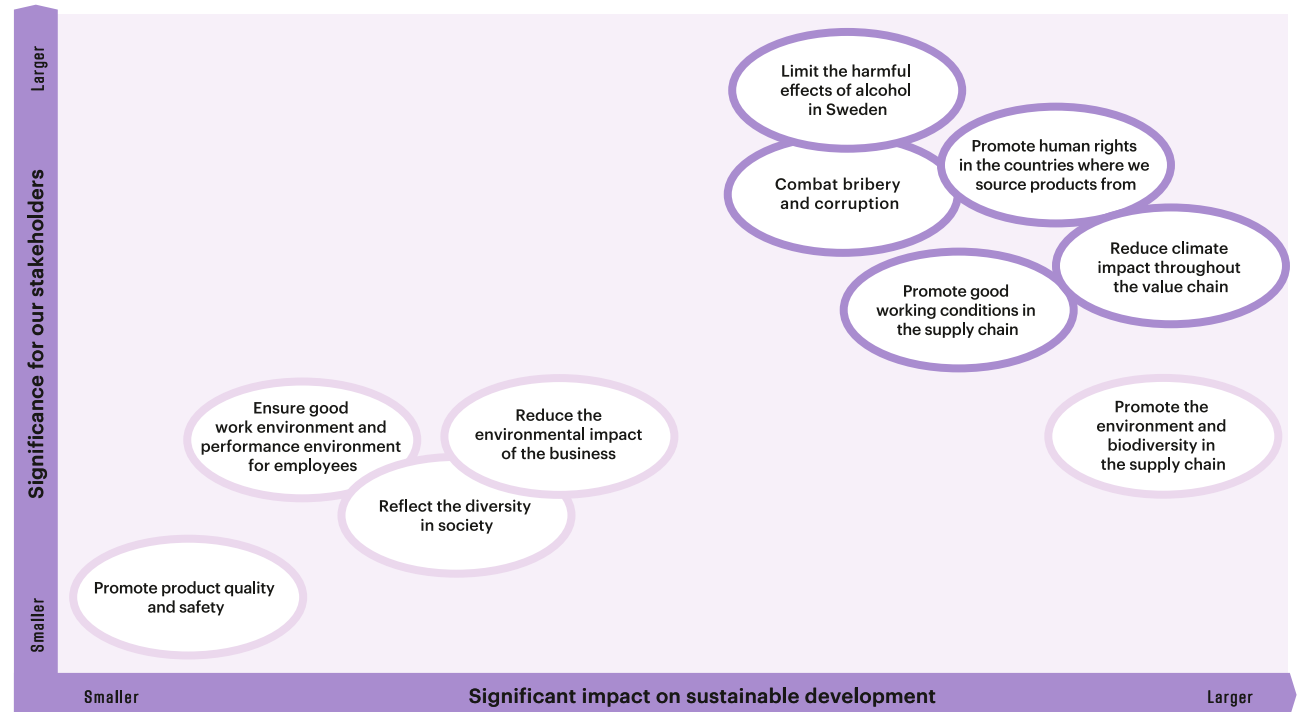 Larger
Significance for our stakeholders
Smaller
Limit the harmful
effects of alcohol
in Sweden
Combat bribery
and corruption
Promote human rights
in the countries where we
source products from
Reduce climate
impact throughout
the value chain
Promote good
working conditions in
the supply chain
Ensure good
work environment and
performance environment
for employees
Reduce the
environmental impact
of the business
Promote the
environment and
biodiversity in
the supply chain
Reflect the diversity
in society
Promote product quality
and safety
Smaller
Significant impact on sustainable development
Larger